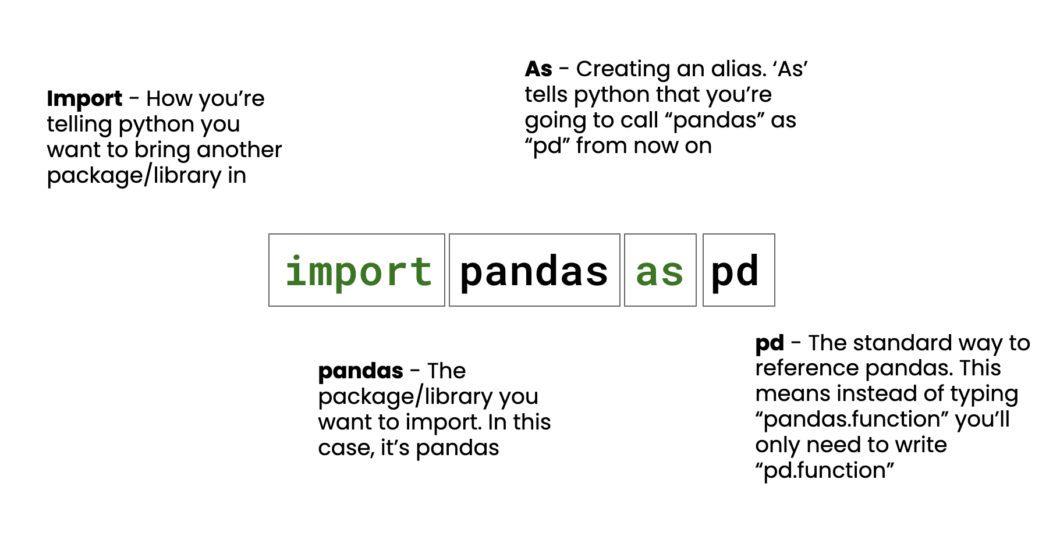 Import - How you’re
telling python you
want to bring another
package/library in
As - Creating an alias. ‘As’
tells python that you’re
going to call “pandas” as
“pd” from now on
import pandas as pd
pandas - The
package/library you
want to import. In this
case, it’s pandas
pd - The standard way to
reference pandas. This
means instead of typing
“pandas.function” you’ll
only need to write
“pd.function”